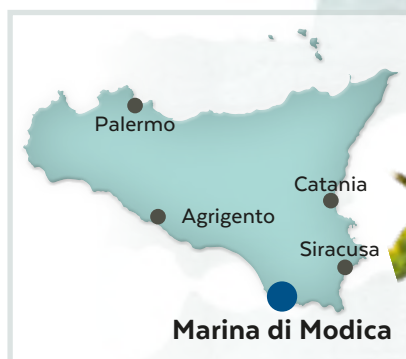 Palermo
Catania
Agrigento
Siracusa
Marina di Modica